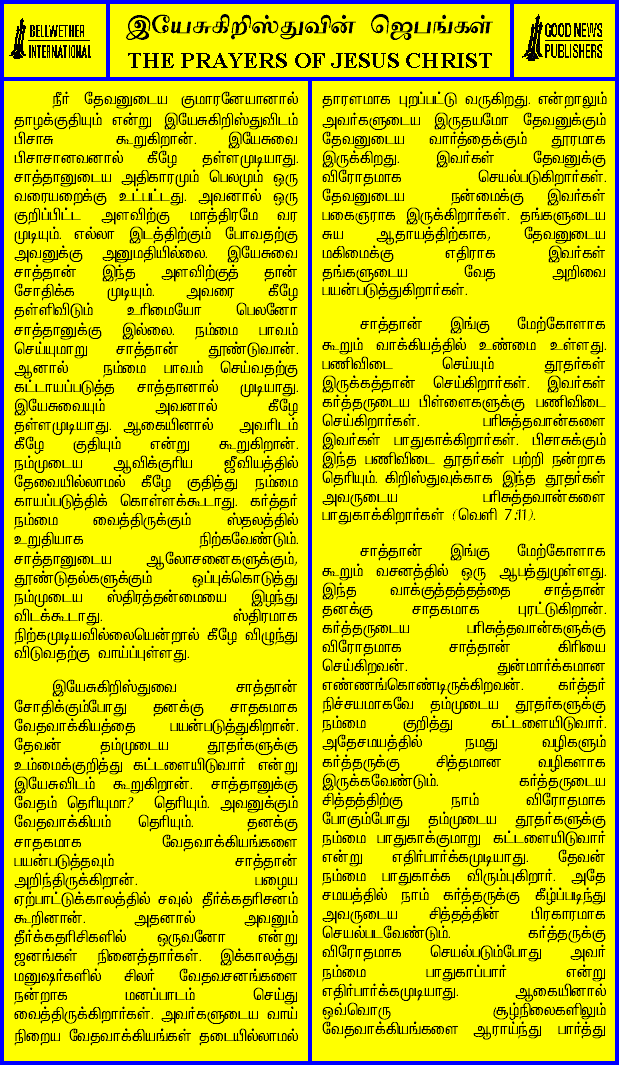 BELLWETHER
INTERNATIONAL
இயேசுகிறிஸ்துவின் ஜெபங்கள்
THE PRAYERS OF JESUS CHRIST
GOOD NEWS
PUBLISHERS
நீர் தேவனுடைய குமாரனேயானால்
தாழக்குதியும் என்று இயேசுகிறிஸ்துவிடம்
பிசாசு கூறுகிறான். இயேசுவை
பிசாசானவனால் கீழே தள்ளமுடியாது.
சாத்தானுடைய அதிகாரமும் பெலமும் ஒரு
வரையறைக்கு உட்பட்டது. அவனால் ஒரு
குறிப்பிட்ட அளவிற்கு மாத்திரமே வர
முடியும். எல்லா இடத்திற்கும் போவதற்கு
அவனுக்கு அனுமதியில்லை. இயேசுவை
சாத்தான் இந்த அளவிற்குத் தான்
சோதிக்க முடியும். அவரை கீழே
தள்ளிவிடும் உரிமையோ பெலனோ
சாத்தானுக்கு இல்லை. நம்மை பாவம்
செய்யுமாறு சாத்தான் தூண்டுவான்.
ஆனால் நம்மை பாவம் செய்வதற்கு
கட்டாயப்படுத்த சாத்தானால் முடியாது.
இயேசுவையும் அவனால் கீழே
தள்ளமுடியாது. ஆகையினால் அவரிடம்
கீழே குதியும் என்று கூறுகிறான்.
நம்முடைய ஆவிக்குரிய ஜீவியத்தில்
தேவையில்லாமல் கீழே குதித்து நம்மை
காயப்படுத்திக் கொள்ளக்கூடாது. கர்த்தர்
நம்மை வைத்திருக்கும் ஸ்தலத்தில்
உறுதியாக நிற்கவேண்டும்.
சாத்தானுடைய ஆலோசனைகளுக்கும்,
தூண்டுதல்களுக்கும் ஒப்புக்கொடுத்து
நம்முடைய ஸ்திரத்தன்மையை இழந்து
விடக்கூடாது. ஸ்திரமாக
நிற்கமுடியவில்லையென்றால் கீழே விழுந்து
விடுவதற்கு வாய்ப்புள்ளது.
இயேசுகிறிஸ்துவை சாத்தான்
சோதிக்கும்போது தனக்கு சாதகமாக
வேதவாக்கியத்தை பயன்படுத்துகிறான்.
தேவன் தம்முடைய தூதர்களுக்கு
உம்மைக்குறித்து கட்டளையிடுவார் என்று
இயேசுவிடம் கூறுகிறான். சாத்தானுக்கு
வேதம் தெரியுமா? தெரியும். அவனுக்கும்
வேதவாக்கியம் தெரியும். தனக்கு
சாதகமாக வேதவாக்கியங்களை
பயன்படுத்தவும் சாத்தான்
அறிந்திருக்கிறான். பழைய
ஏற்பாட்டுக்காலத்தில் சவுல் தீர்க்கதரிசனம்
கூறினான். அதனால் அவனும்
தீர்க்கதரிசிகளில் ஒருவனோ என்று
ஜனங்கள் நினைத்தார்கள். இக்காலத்து
மனுஷர்களில் சிலர் வேதவசனங்களை
நன்றாக மனப்பாடம் செய்து
வைத்திருக்கிறார்கள். அவர்களுடைய வாய்
நிறைய வேதவாக்கியங்கள் தடையில்லாமல்
தாரளமாக புறப்பட்டு வருகிறது. என்றாலும்
அவர்களுடைய இருதயமோ தேவனுக்கும்
தேவனுடைய வார்த்தைக்கும் தூரமாக
இருக்கிறது. இவர்கள் தேவனுக்கு
விரோதமாக செயல்படுகிறார்கள்.
தேவனுடைய நன்மைக்கு இவர்கள்
பகைஞராக இருக்கிறார்கள். தங்களுடைய
சுய ஆதாயத்திற்காக, தேவனுடைய
மகிமைக்கு எதிராக இவர்கள்
தங்களுடைய வேத அறிவை
பயன்படுத்துகிறார்கள்.
சாத்தான் இங்கு மேற்கோளாக
கூறும் வாக்கியத்தில் உண்மை உள்ளது.
பணிவிடை செய்யும் தூதர்கள்
இருக்கத்தான் செய்கிறார்கள். இவர்கள்
கர்த்தருடைய பிள்ளைகளுக்கு பணிவிடை
செய்கிறார்கள். பரிசுத்தவான்களை
இவர்கள் பாதுகாக்கிறார்கள். பிசாசுக்கும்
இந்த பணிவிடை தூதர்கள் பற்றி நன்றாக
தெரியும். கிறிஸ்துவுக்காக இந்த தூதர்கள்
அவருடைய பரிசுத்தவான்களை
பாதுகாக்கிறார்கள் (வெளி 7:11).
சாத்தான் இங்கு மேற்கோளாக
கூறும் வசனத்தில் ஒரு ஆபத்துமுள்ளது.
இந்த வாக்குத்தத்தத்தை சாத்தான்
தனக்கு சாதகமாக புரட்டுகிறான்.
கர்த்தருடைய பரிசுத்தவான்களுக்கு
விரோதமாக சாத்தான் கிரியை
செய்கிறவன். துன்மார்க்கமான
எண்ணங்கொண்டிருக்கிறவன். கர்த்தர்
நிச்சயமாகவே தம்முடைய தூதர்களுக்கு
நம்மை குறித்து கட்டளையிடுவார்.
அதேசமயத்தில் நமது வழிகளும்
கர்த்தருக்கு சித்தமான வழிகளாக
இருக்கவேண்டும். கர்த்தருடைய
சித்தத்திற்கு நாம் விரோதமாக
போகும்போது தம்முடைய தூதர்களுக்கு
நம்மை பாதுகாக்குமாறு கட்டளையிடுவார்
என்று எதிர்பார்க்கமுடியாது. தேவன்
நம்மை பாதுகாக்க விரும்புகிறார். அதே
சமயத்தில் நாம் கர்த்தருக்கு கீழ்ப்படிந்து
அவருடைய சித்தத்தின் பிரகாரமாக
செயல்படவேண்டும். கர்த்தருக்கு
விரோதமாக செயல்படும்போது அவர்
நம்மை பாதுகாப்பார் என்று
எதிர்பார்க்கமுடியாது. ஆகையினால்
ஒவ்வொரு சூழ்நிலைகளிலும்
வேதவாக்கியங்களை ஆராய்ந்து பார்த்து